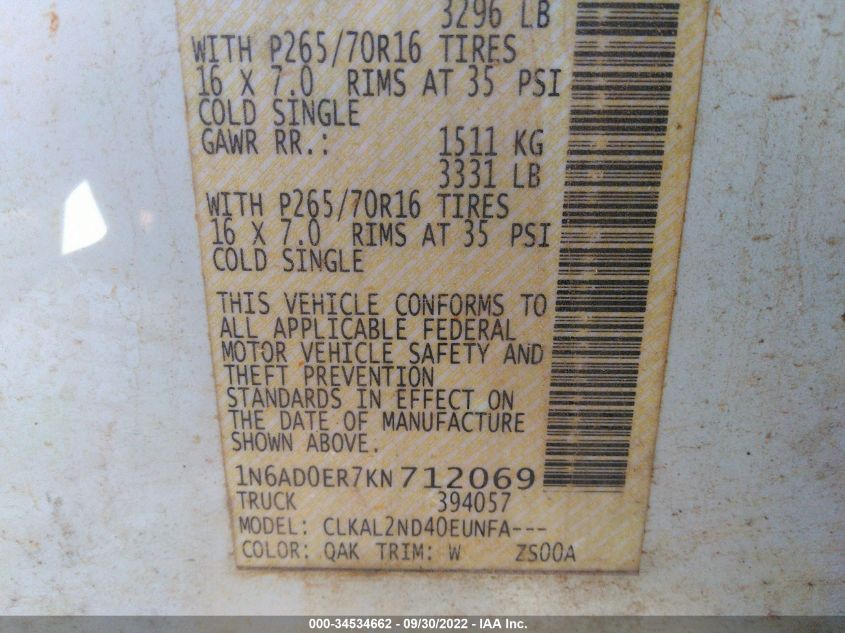 3296 LB
WITH P265/70R16 TIRES
16 X 7.0 RIMS AT 35 PSI
COLD SINGLE
GAWR RR.: 1511 KG
3331 LB
WITH P265/70R16 TIRES
16 X 7.0 RIMS AT 35 PSI
COLD SINGLE
THIS VEHICLE CONFORMS TO
ALL APPLICABLE FEDERAL
MOTOR VEHICLE SAFETY AND
THEFT PREVENTION
STANDARDS IN EFFECT ON
THE DATE OF MANUFACTURE
SHOWN ABOVE.
1N6AD0ER7KN712069
TRUCK 394057
MODEL: CLKAL2ND40EUNFA---
COLOR: QAK TRIM: W ZS00A
000-34534662 - 09/30/2022 - IAA Inc.